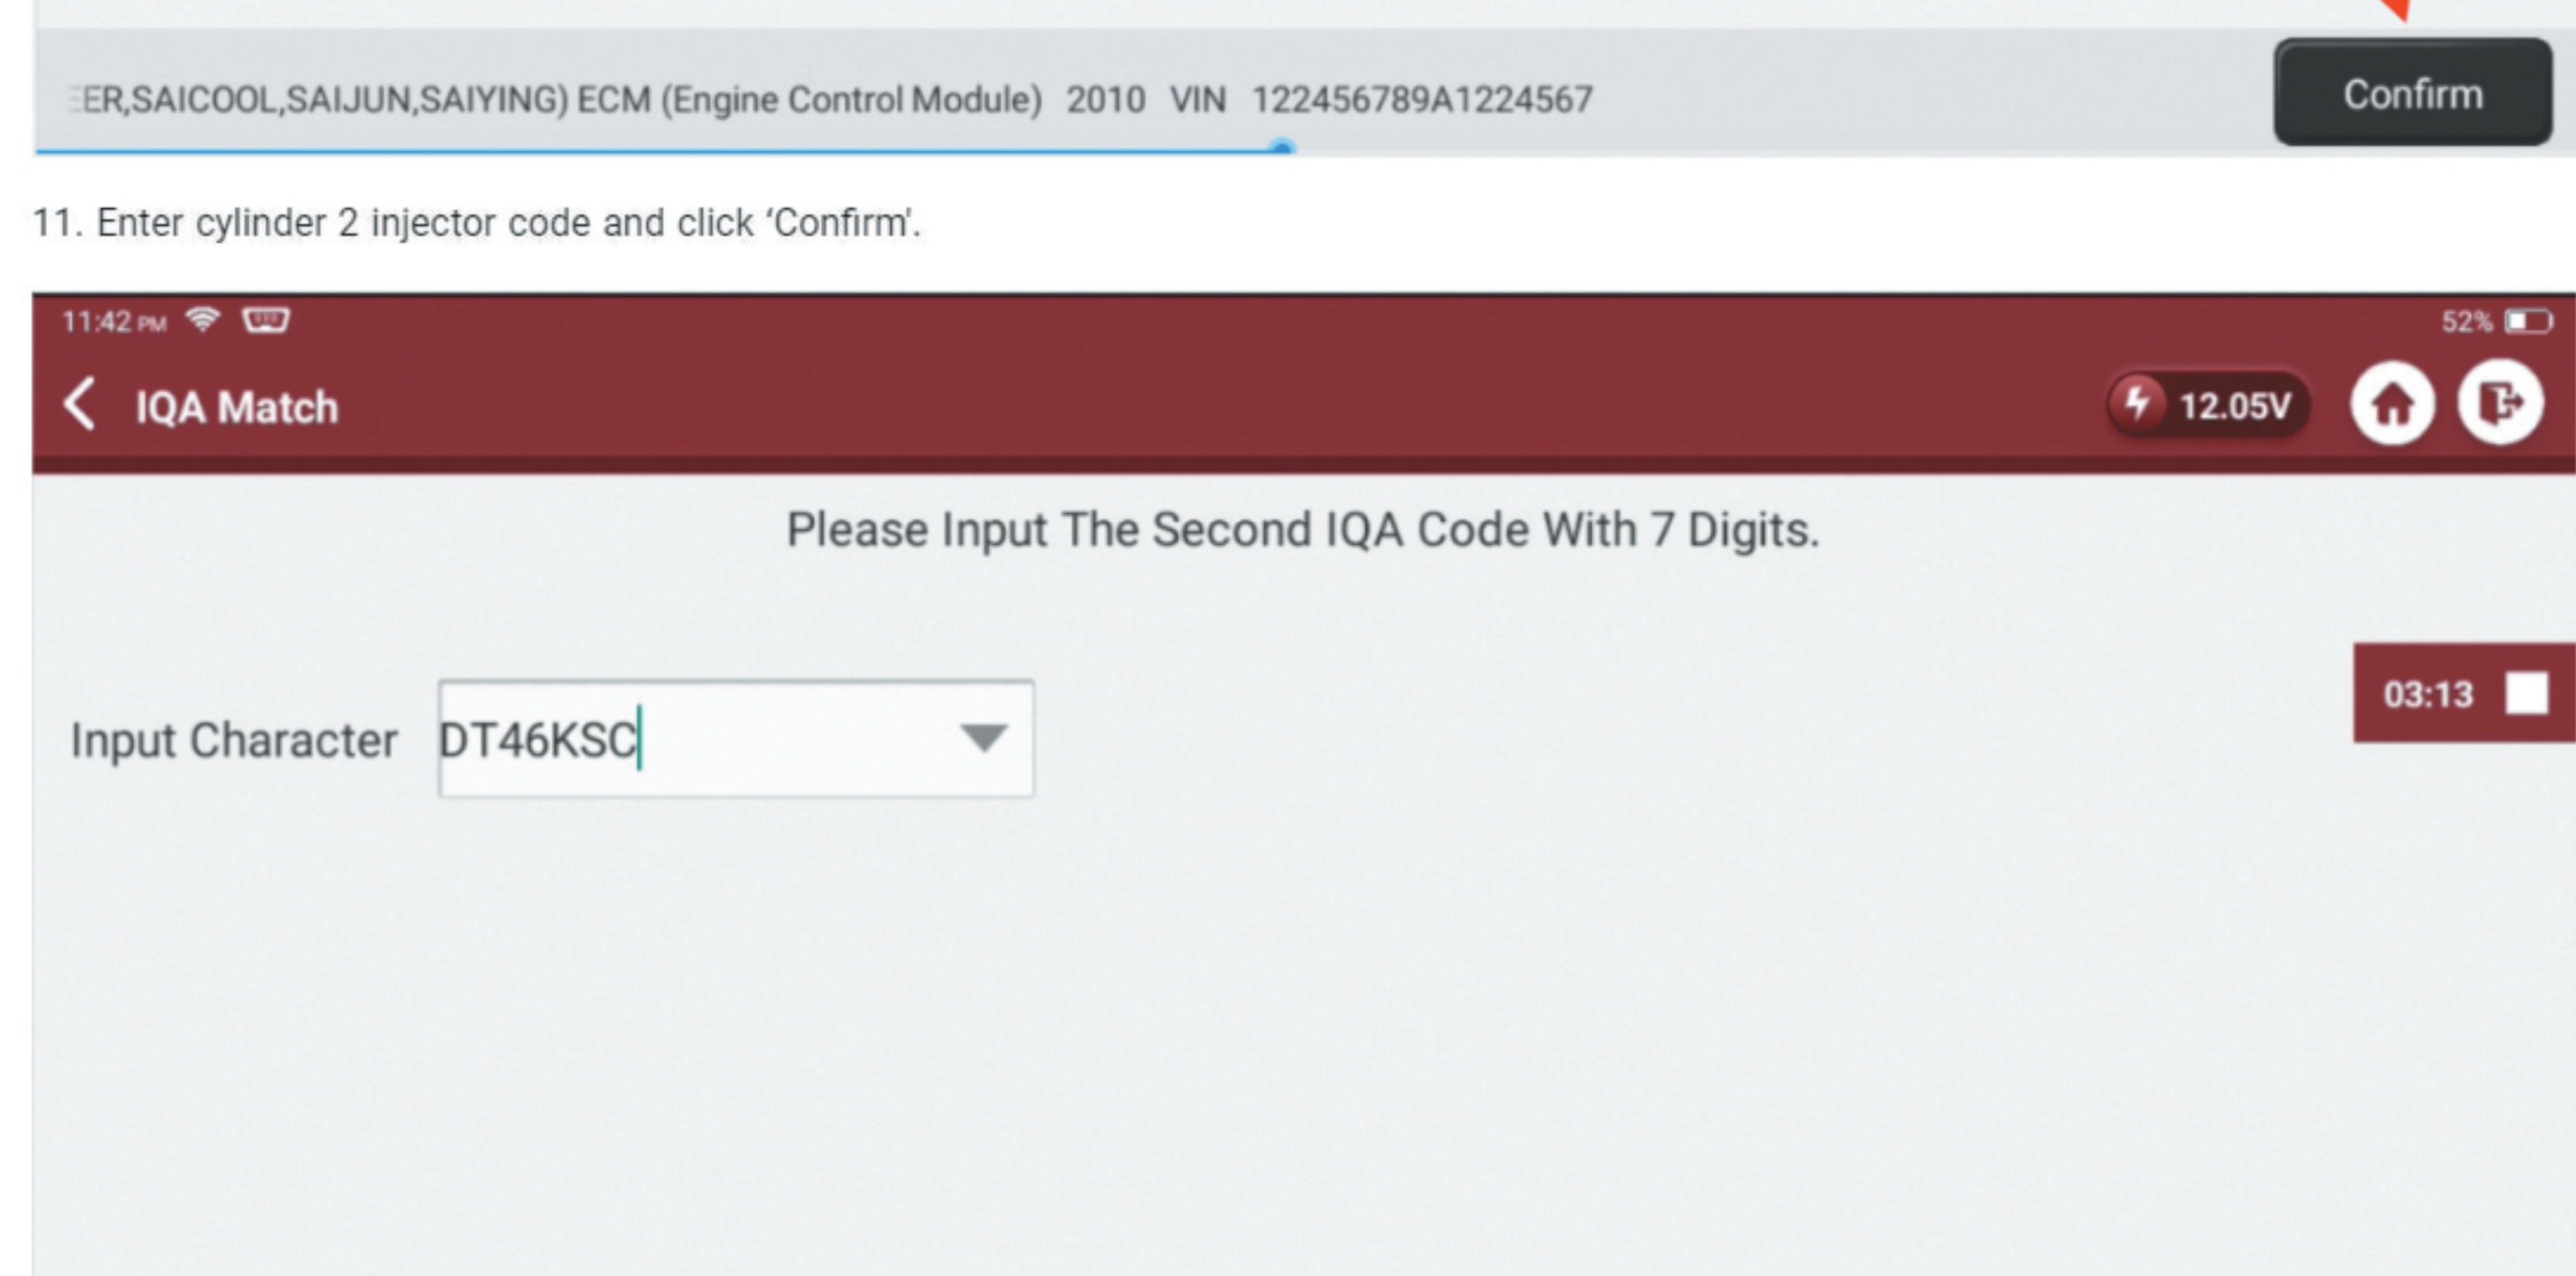 ER,SAICOOL,SAIJUN,SAIYING) ECM (Engine Control Module) 2010 VIN 122456789A1224567
Confirm
11. Enter cylinder 2 injector code and click ‘Confirm'.
11:42 PM
52%
IQA Match
12.05V
Please Input The Second IQA Code With 7 Digits.
03:13
Input Character DT46KSC